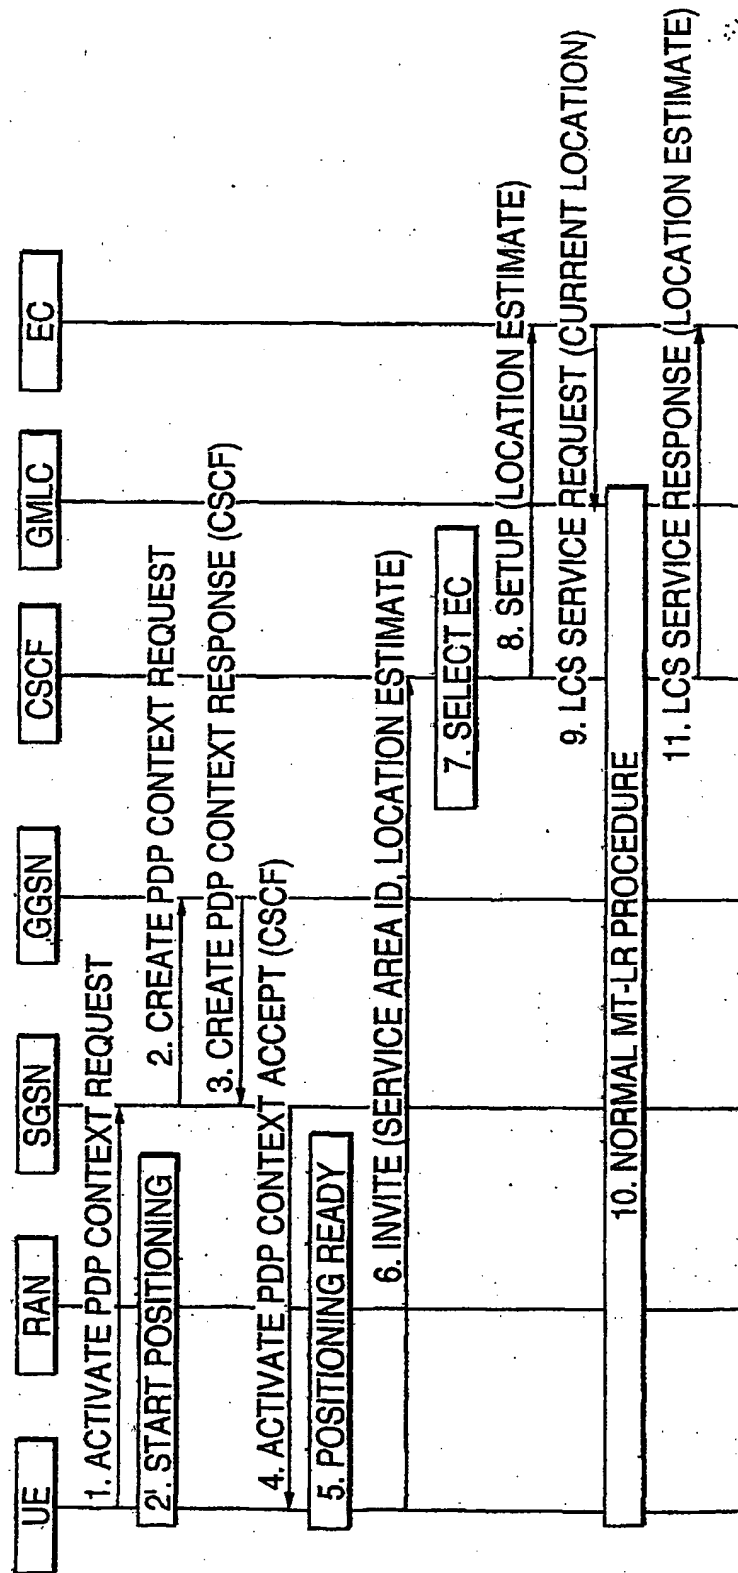 UE
RAN
SGSN
GGSN
CSCF
GMLC
EC
1. ACTIVATE PDP CONTEXT REQUEST
2'. START POSITIONING
2. CREATE PDP CONTEXT REQUEST
3. CREATE PDP CONTEXT RESPONSE (CSCF)
4. ACTIVATE PDP CONTEXT ACCEPT (CSCF)
5. POSITIONING READY
6. INVITE (SERVICE AREA ID, LOCATION ESTIMATE)
7. SELECT EC
8. SETUP (LOCATION ESTIMATE)
9. LCS SERVICE REQUEST (CURRENT LOCATION)
10. NORMAL MT-LR PROCEDURE
11. LCS SERVICE RESPONSE (LOCATION ESTIMATE)